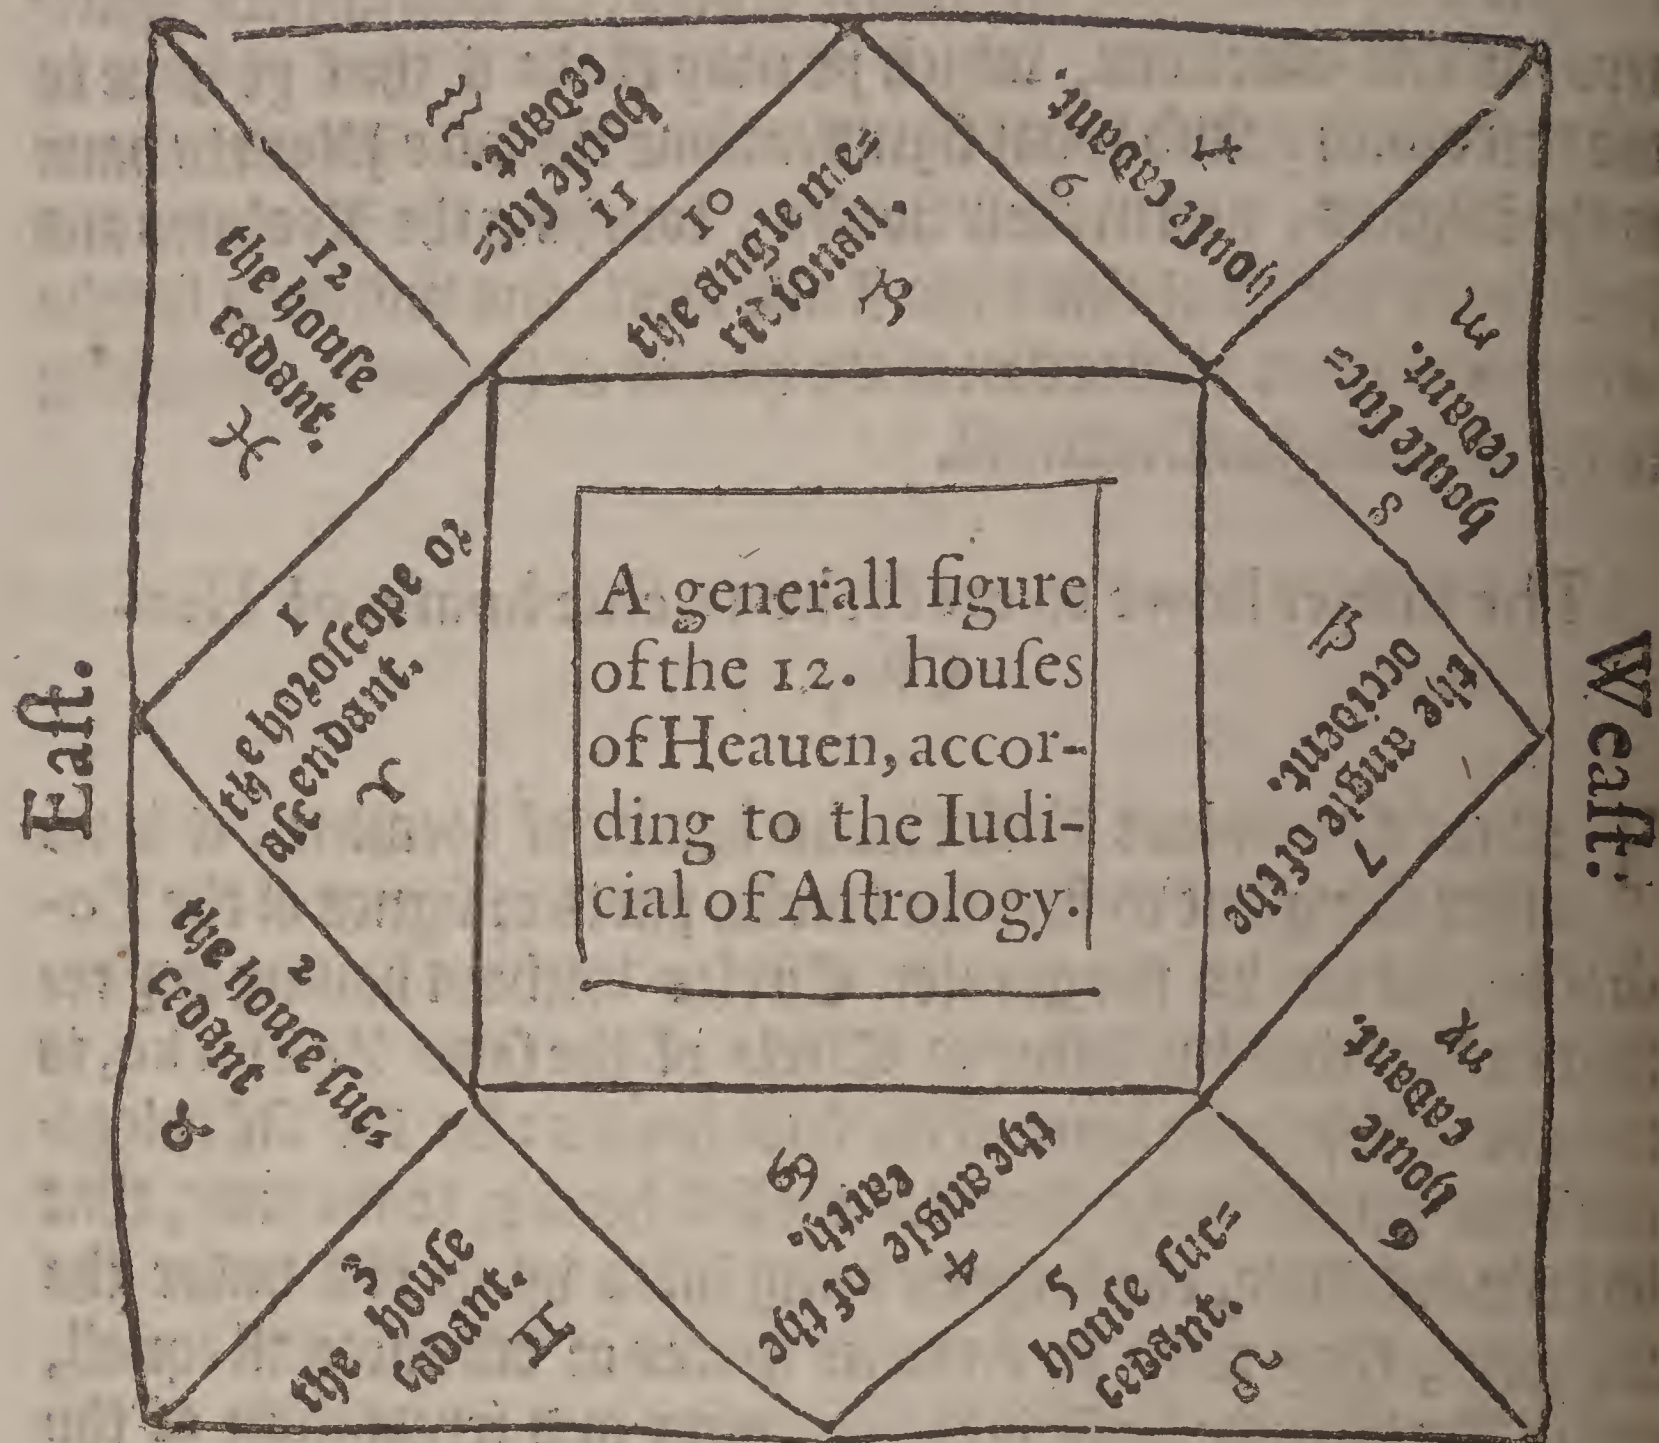 A generall figure
of the 12. houſes
of Heauen, accor-
ding to the Iudi-
cial of Aſtrology.
Eaſt.
Weaſt.
1
the horoſcope or
aſcendant.
♈
2
the houſe ſuc=
cedant
♉
3
the houſe
cadant.
♊
4
the angle of the
earth.
♋
5
houſe ſuc=
cedant.
♌
6
houſe
cadant.
♍
7
the angle of the
occident.
♎
8
houſe ſuc=
cedant.
♏
9
houſe cadant.
♐
10
the angle me=
ritionall.
♑
11
houſe ſuc=
cedant.
♒
12
the houſe
cadant.
♓